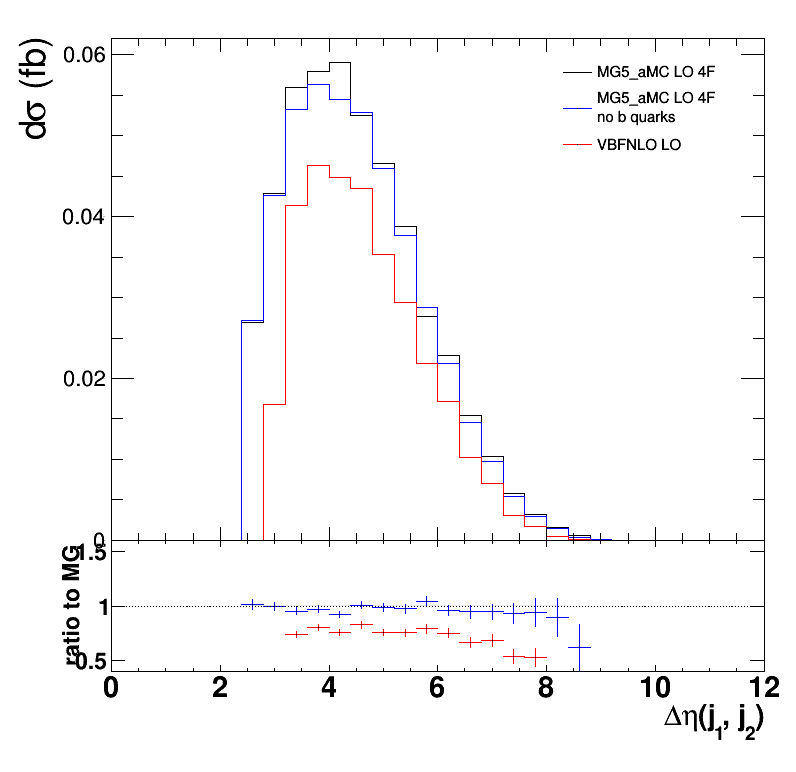 dσ (fb)
0.06
0.04
0.02
0
MG5_aMC LO 4F
MG5_aMC LO 4F
no b quarks
VBFNLO LO
ratio to MG
1.5
1
0.5
0 2 4 6 8 10 12
Δη(j1, j2)